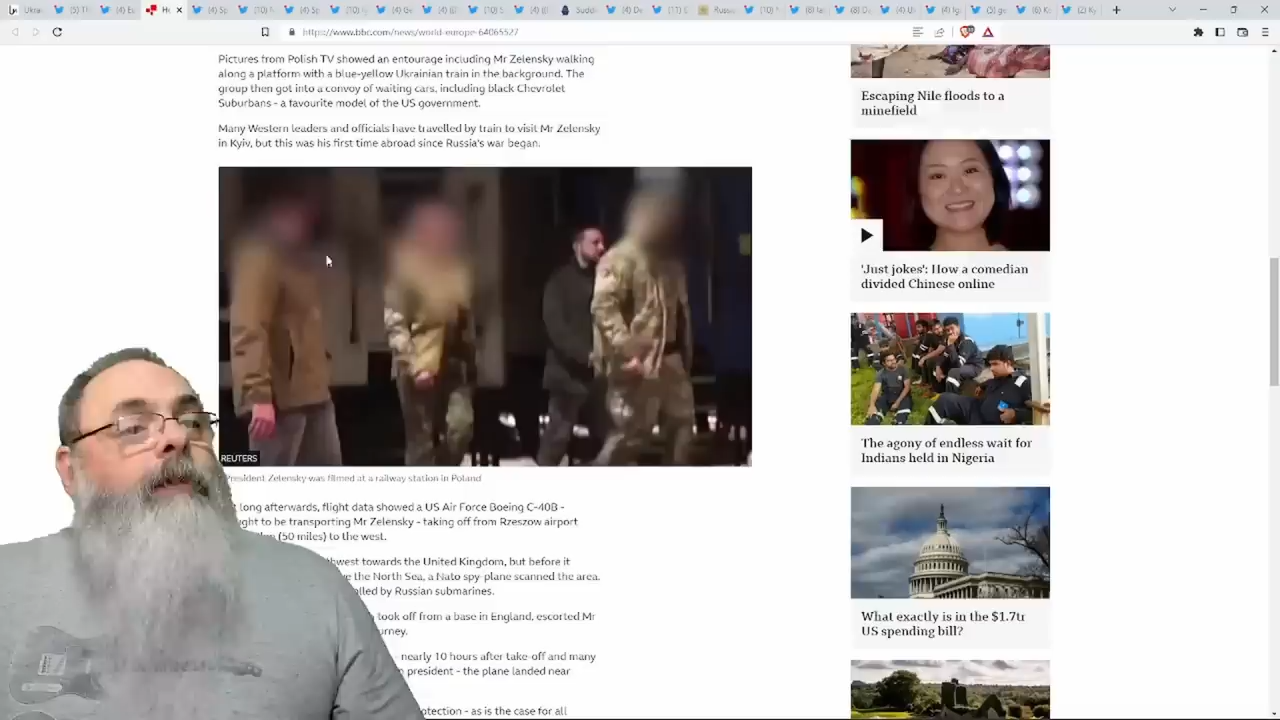 https://www.bbc.com/news/world-europe-64065527
Pictures from Polish TV showed an entourage including Mr Zelensky walking
along a platform with a blue-yellow Ukrainian train in the background. The
group then got into a convoy of waiting cars, including black Chevrolet
Suburbans - a favourite model of the US government.
Many Western leaders and officials have travelled by train to visit Mr Zelensky
in Kyiv, but this was his first time abroad since Russia's war began.
REUTERS
President Zelensky was filmed at a railway station in Poland
long afterwards, flight data showed a US Air Force Boeing C-40B -
ught to be transporting Mr Zelensky - taking off from Rzeszow airport
(50 miles) to the west.
west towards the United Kingdom, but before it
the North Sea, a Nato spy-plane scanned the area.
lled by Russian submarines.
took off from a base in England, escorted Mr
urney.
nearly 10 hours after take-off and many
president - the plane landed near
otection - as is the case for all
Escaping Nile floods to a
minefield
'Just jokes': How a comedian
divided Chinese online
The agony of endless wait for
Indians held in Nigeria
What exactly is in the $1.7tr
US spending bill?